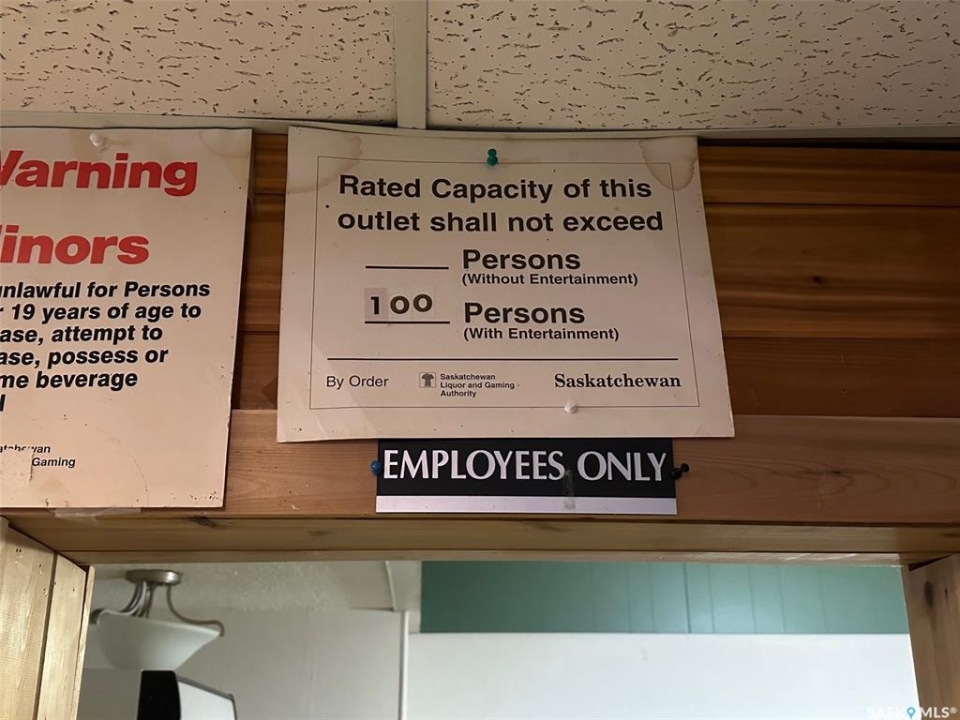 Warning
inors
unlawful for Persons
19 years of age to
ase, attempt to
ase, possess or
me beverage
Gaming
Rated Capacity of this
outlet shall not exceed
Persons
(Without Entertainment)
100 Persons
(With Entertainment)
By Order
Saskatchewan
Liquor and Gaming
Authority
Saskatchewan
EMPLOYEES ONLY
SASK MLS®